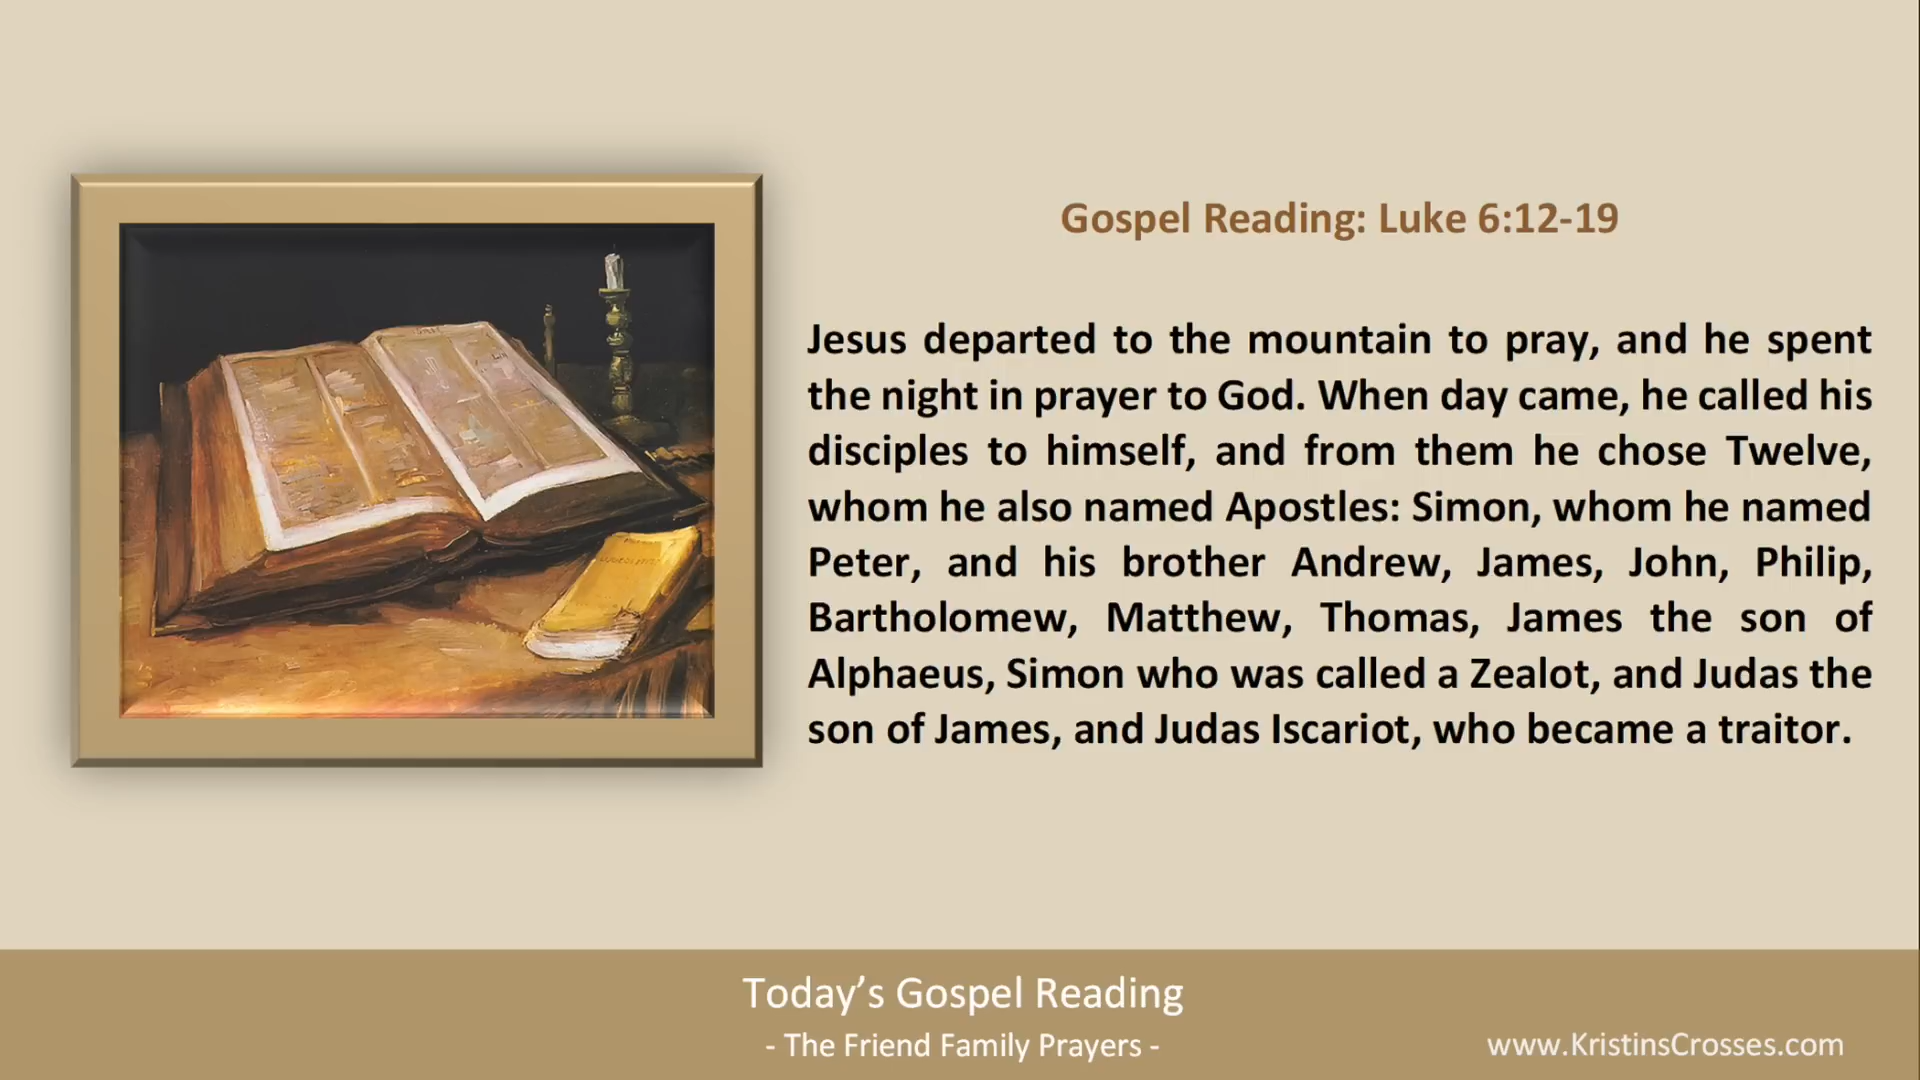 Gospel Reading: Luke 6:12-19
Jesus departed to the mountain to pray, and he spent
the night in prayer to God. When day came, he called his
disciples to himself, and from them he chose Twelve,
whom he also named Apostles: Simon, whom he named
Peter, and his brother Andrew, James, John, Philip,
Bartholomew, Matthew, Thomas, James the son of
Alphaeus, Simon who was called a Zealot, and Judas the
son of James, and Judas Iscariot, who became a traitor.
Today’s Gospel Reading
- The Friend Family Prayers -
www.KristinsCrosses.com